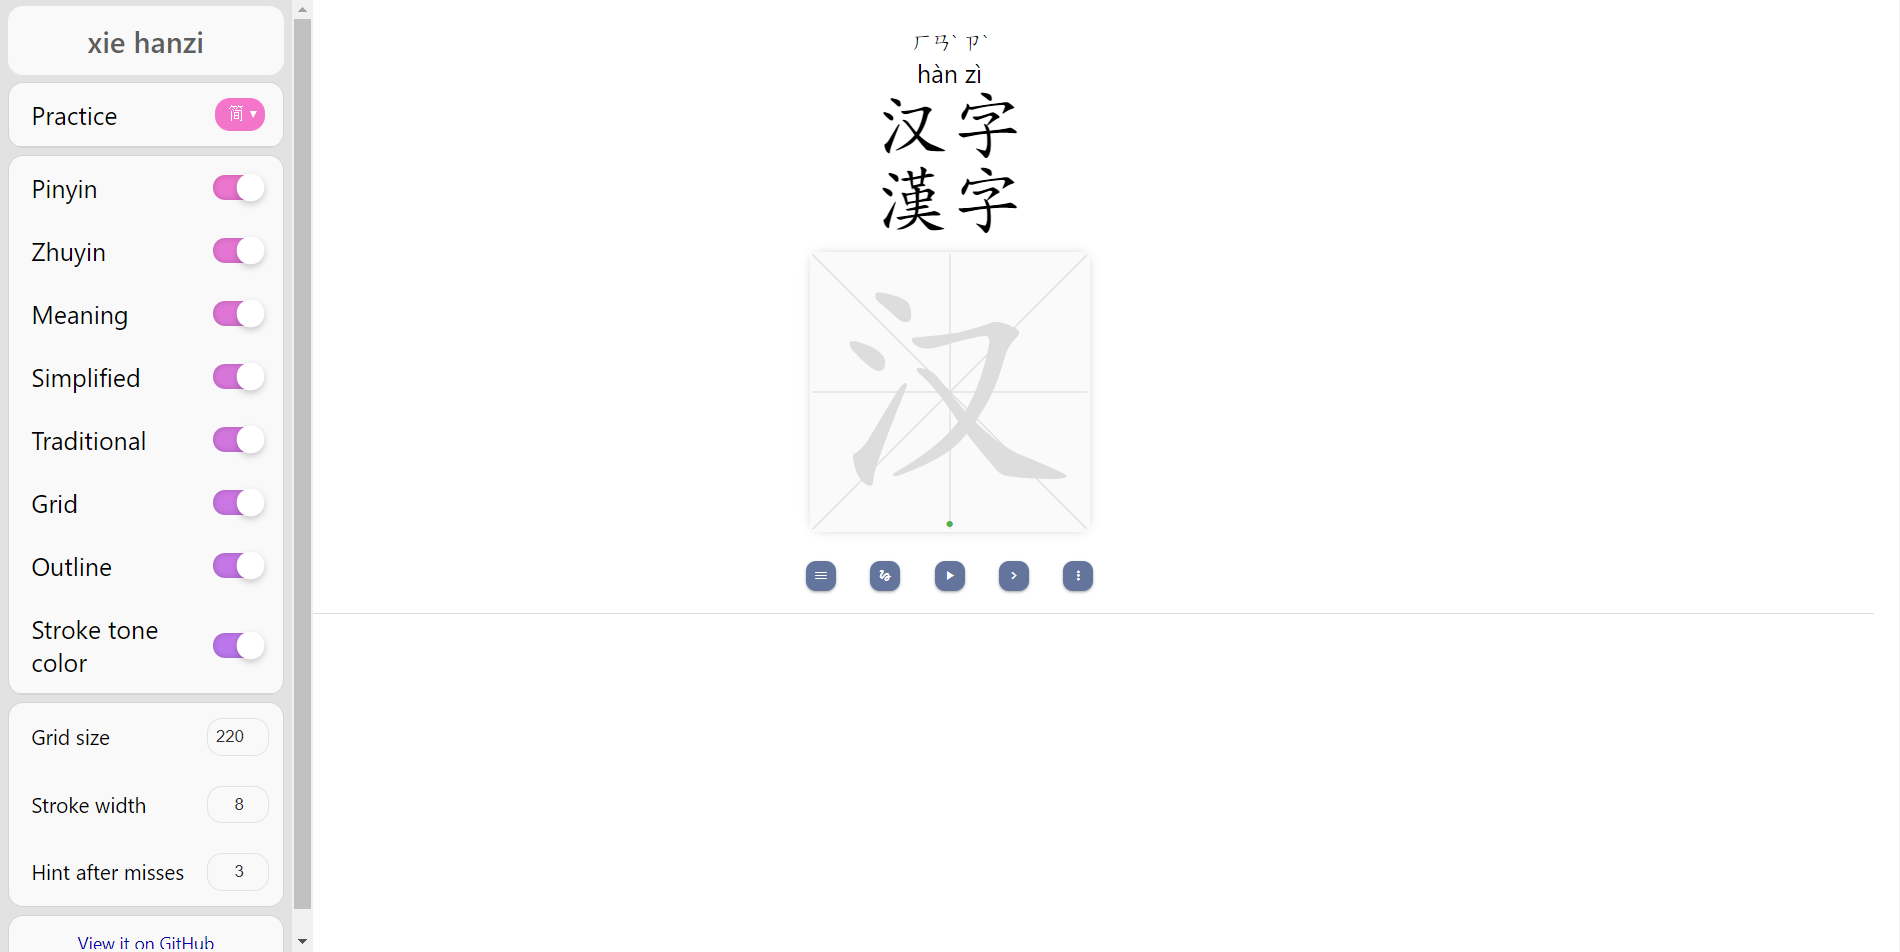 xie hanzi
Practice
简 ▾
Pinyin
Zhuyin
Meaning
Simplified
Traditional
Grid
Outline
Stroke tone
color
Grid size
220
Stroke width
8
Hint after misses
3
View it on GitHub
ㄏㄢˋ ㄗˋ
hàn zì
汉字
漢字
汉